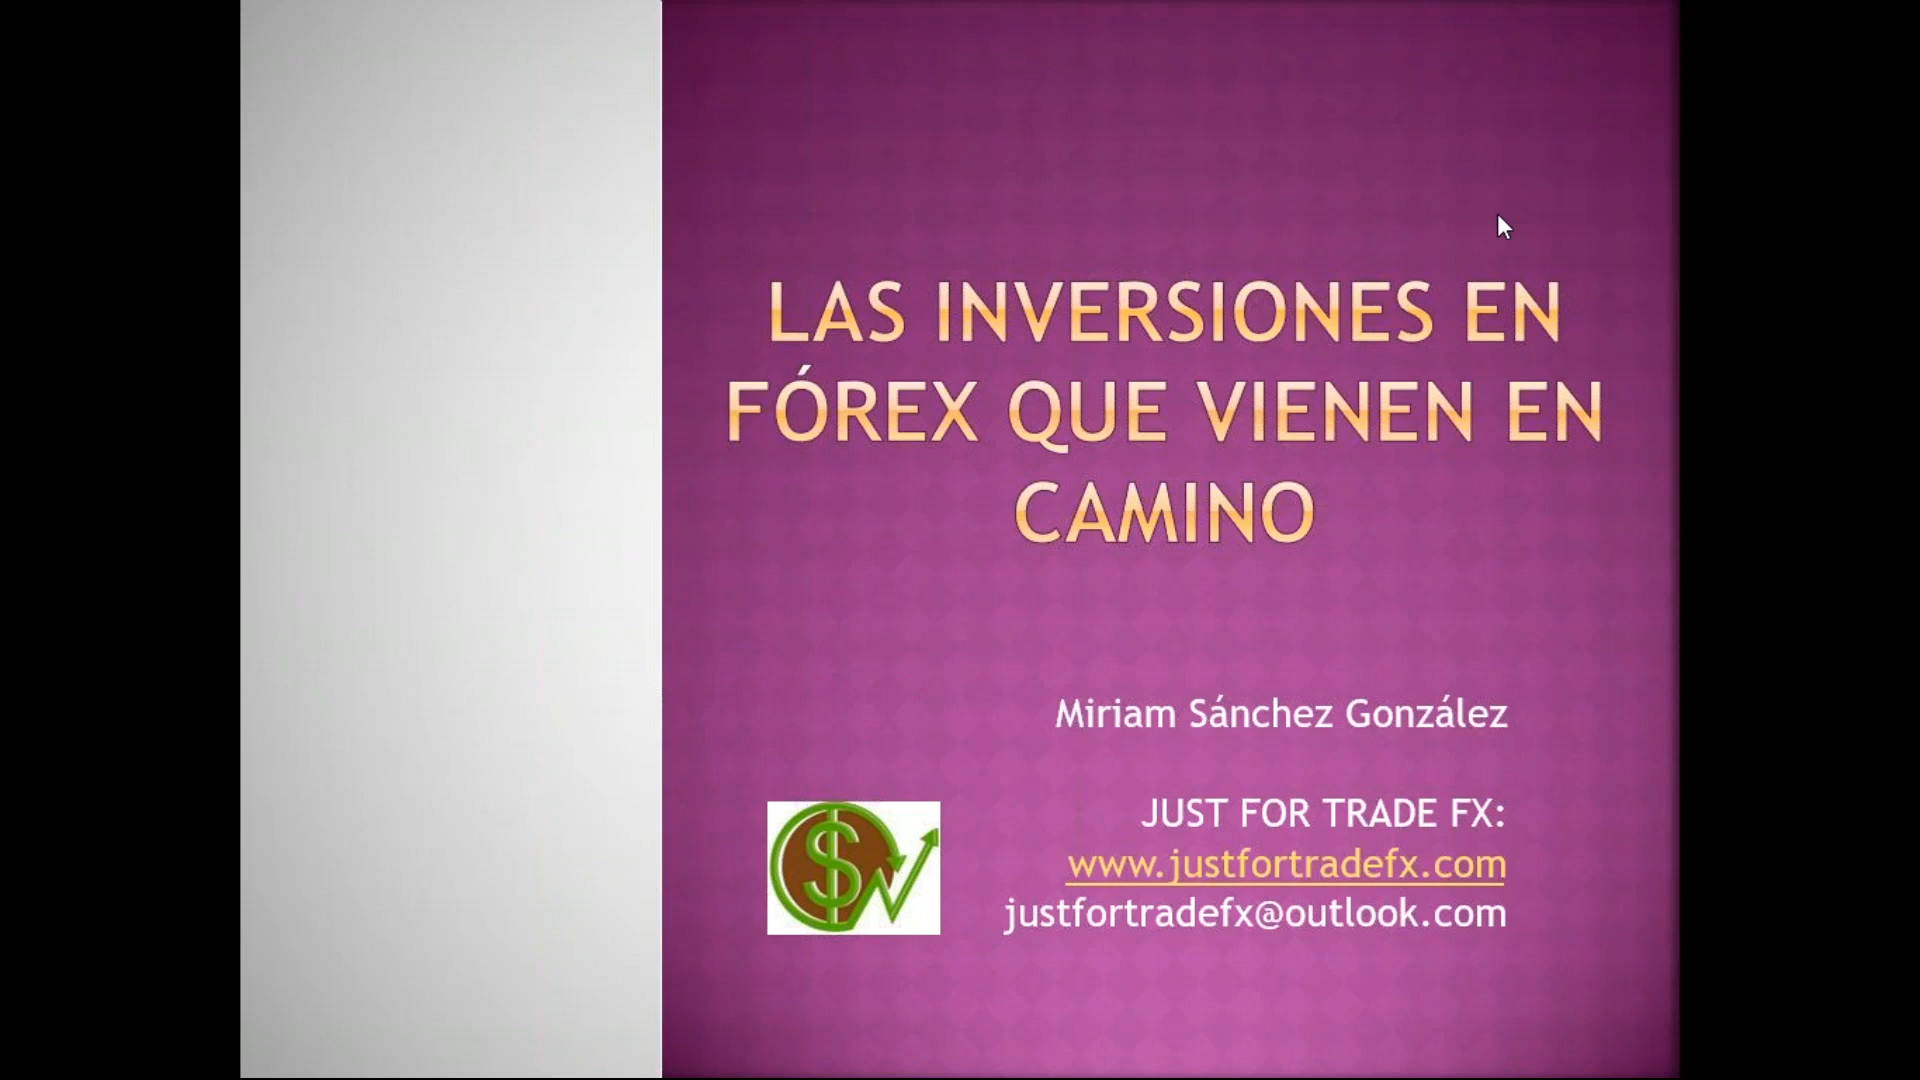 LAS INVERSIONES EN
FÓREX QUE VIENEN EN
CAMINO
Miriam Sánchez González
JUST FOR TRADE FX:
www.justfortradefx.com
justfortradefx@outlook.com